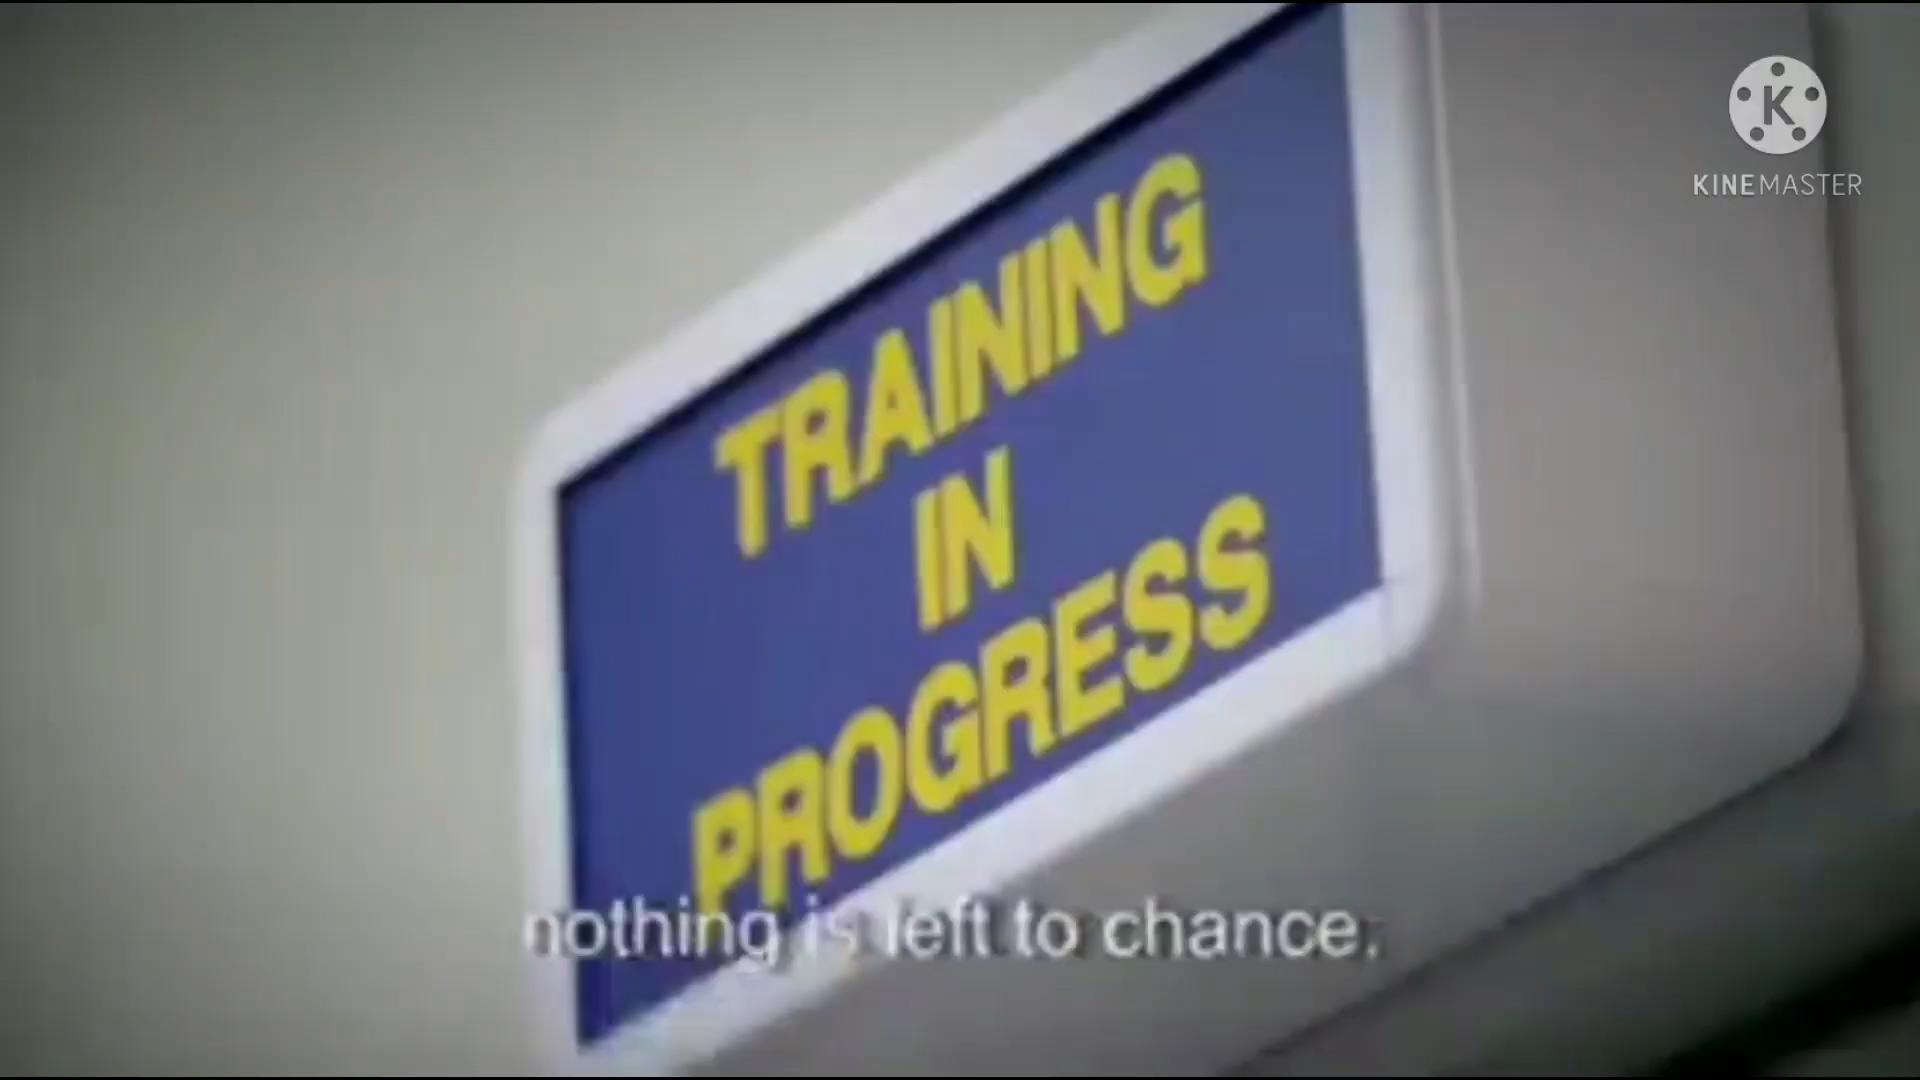 K
KINEMASTER
TRAINING
IN
PROGRESS
nothing is left to chance.